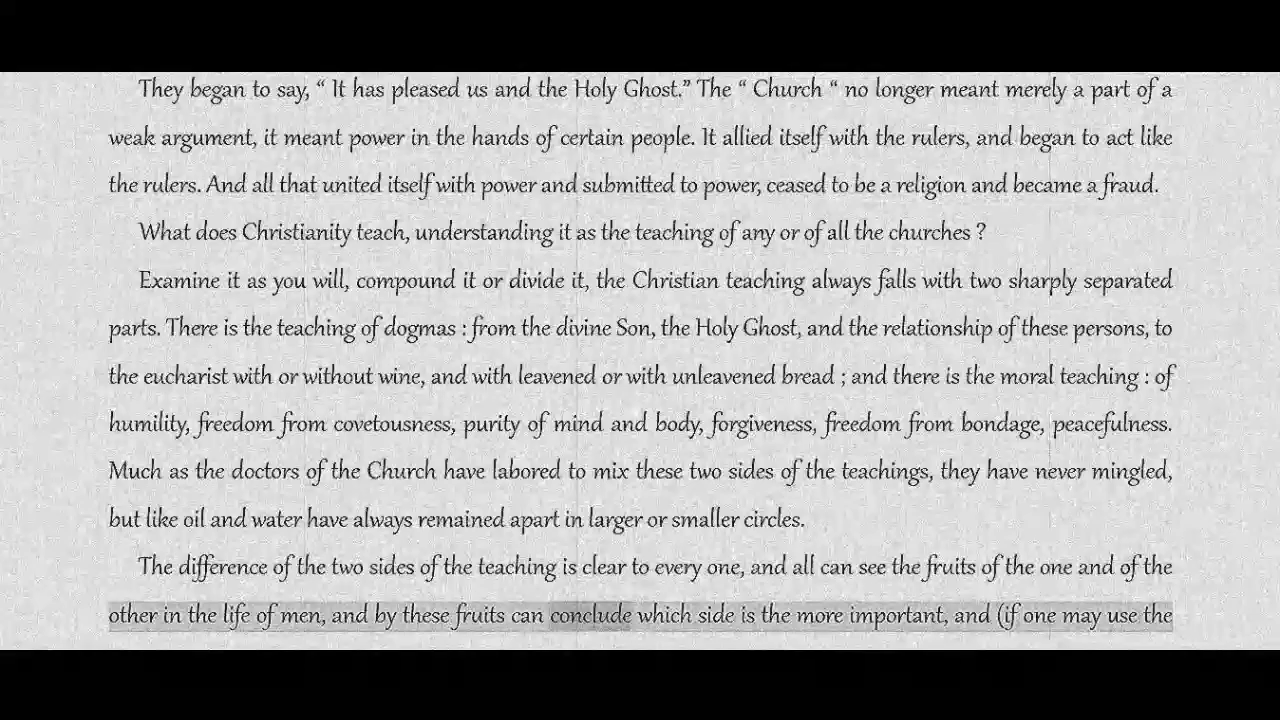 They began to say, “ It has pleased us and the Holy Ghost.” The “ Church “ no longer meant merely a part of a
weak argument, it meant power in the hands of certain people. It allied itself with the rulers, and began to act like
the rulers. And all that united itself with power and submitted to power, ceased to be a religion and became a fraud.
What does Christianity teach, understanding it as the teaching of any or of all the churches ?
Examine it as you will, compound it or divide it, the Christian teaching always falls with two sharply separated
parts. There is the teaching of dogmas : from the divine Son, the Holy Ghost, and the relationship of these persons, to
the eucharist with or without wine, and with leavened or with unleavened bread ; and there is the moral teaching : of
humility, freedom from covetousness, purity of mind and body, forgiveness, freedom from bondage, peacefulness.
Much as the doctors of the Church have labored to mix these two sides of the teachings, they have never mingled,
but like oil and water have always remained apart in larger or smaller circles.
The difference of the two sides of the teaching is clear to every one, and all can see the fruits of the one and of the
other in the life of men, and by these fruits can conclude which side is the more important, and (if one may use the